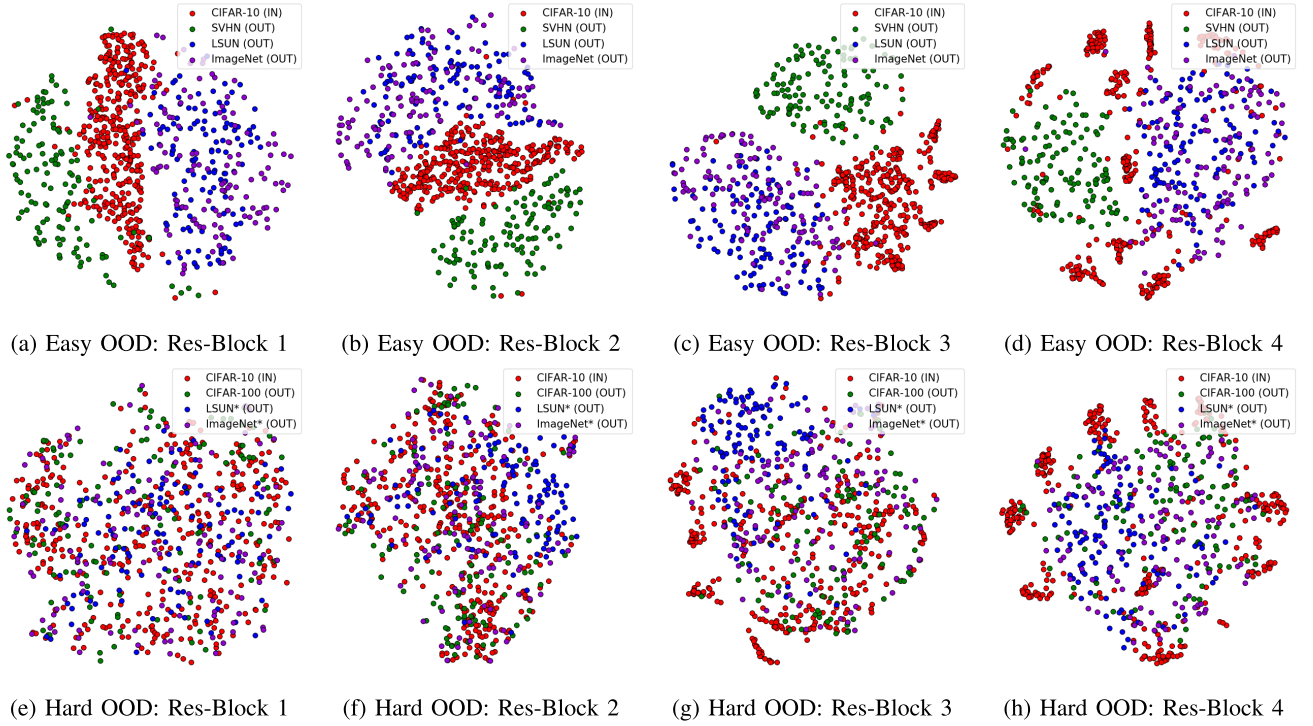 CIFAR-10 (IN)
SVHN (OUT)
LSUN (OUT)
ImageNet (OUT)
CIFAR-10 (IN)
SVHN (OUT)
LSUN (OUT)
ImageNet (OUT)
CIFAR-10 (IN)
SVHN (OUT)
LSUN (OUT)
ImageNet (OUT)
CIFAR-10 (IN)
SVHN (OUT)
LSUN (OUT)
ImageNet (OUT)
(a) Easy OOD: Res-Block 1
(b) Easy OOD: Res-Block 2
(c) Easy OOD: Res-Block 3
(d) Easy OOD: Res-Block 4
CIFAR-10 (IN)
CIFAR-100 (OUT)
LSUN* (OUT)
ImageNet* (OUT)
CIFAR-10 (IN)
CIFAR-100 (OUT)
LSUN* (OUT)
ImageNet* (OUT)
CIFAR-10 (IN)
CIFAR-100 (OUT)
LSUN* (OUT)
ImageNet* (OUT)
CIFAR-10 (IN)
CIFAR-100 (OUT)
LSUN* (OUT)
ImageNet* (OUT)
(e) Hard OOD: Res-Block 1
(f) Hard OOD: Res-Block 2
(g) Hard OOD: Res-Block 3
(h) Hard OOD: Res-Block 4